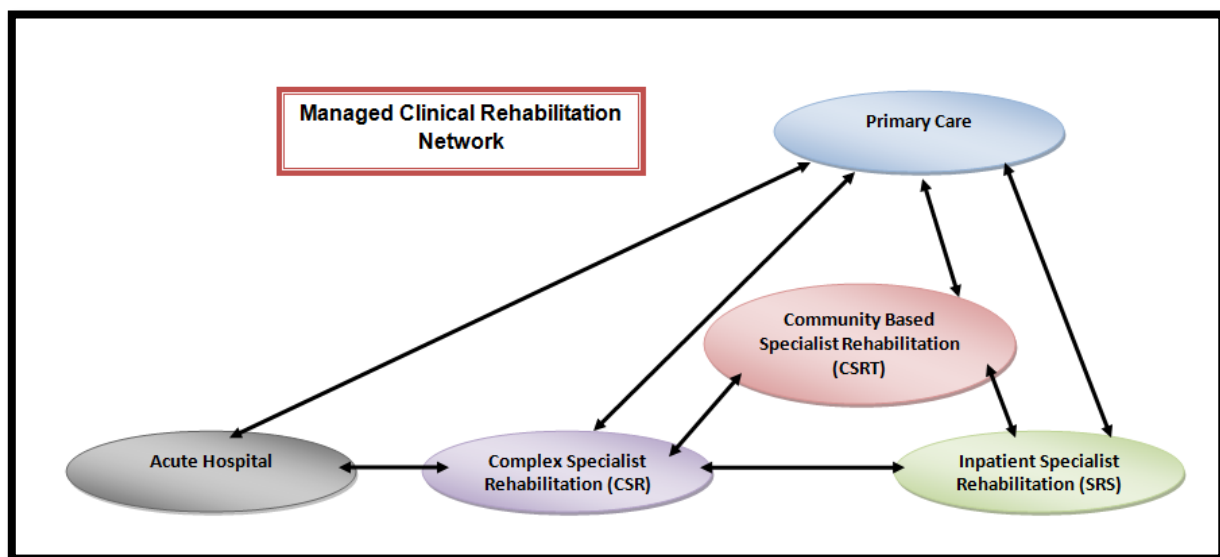 Managed Clinical Rehabilitation
Network
Primary Care
Community Based
Specialist Rehabilitation
(CSRT)
Acute Hospital
Complex Specialist
Rehabilitation (CSR)
Inpatient Specialist
Rehabilitation (SRS)